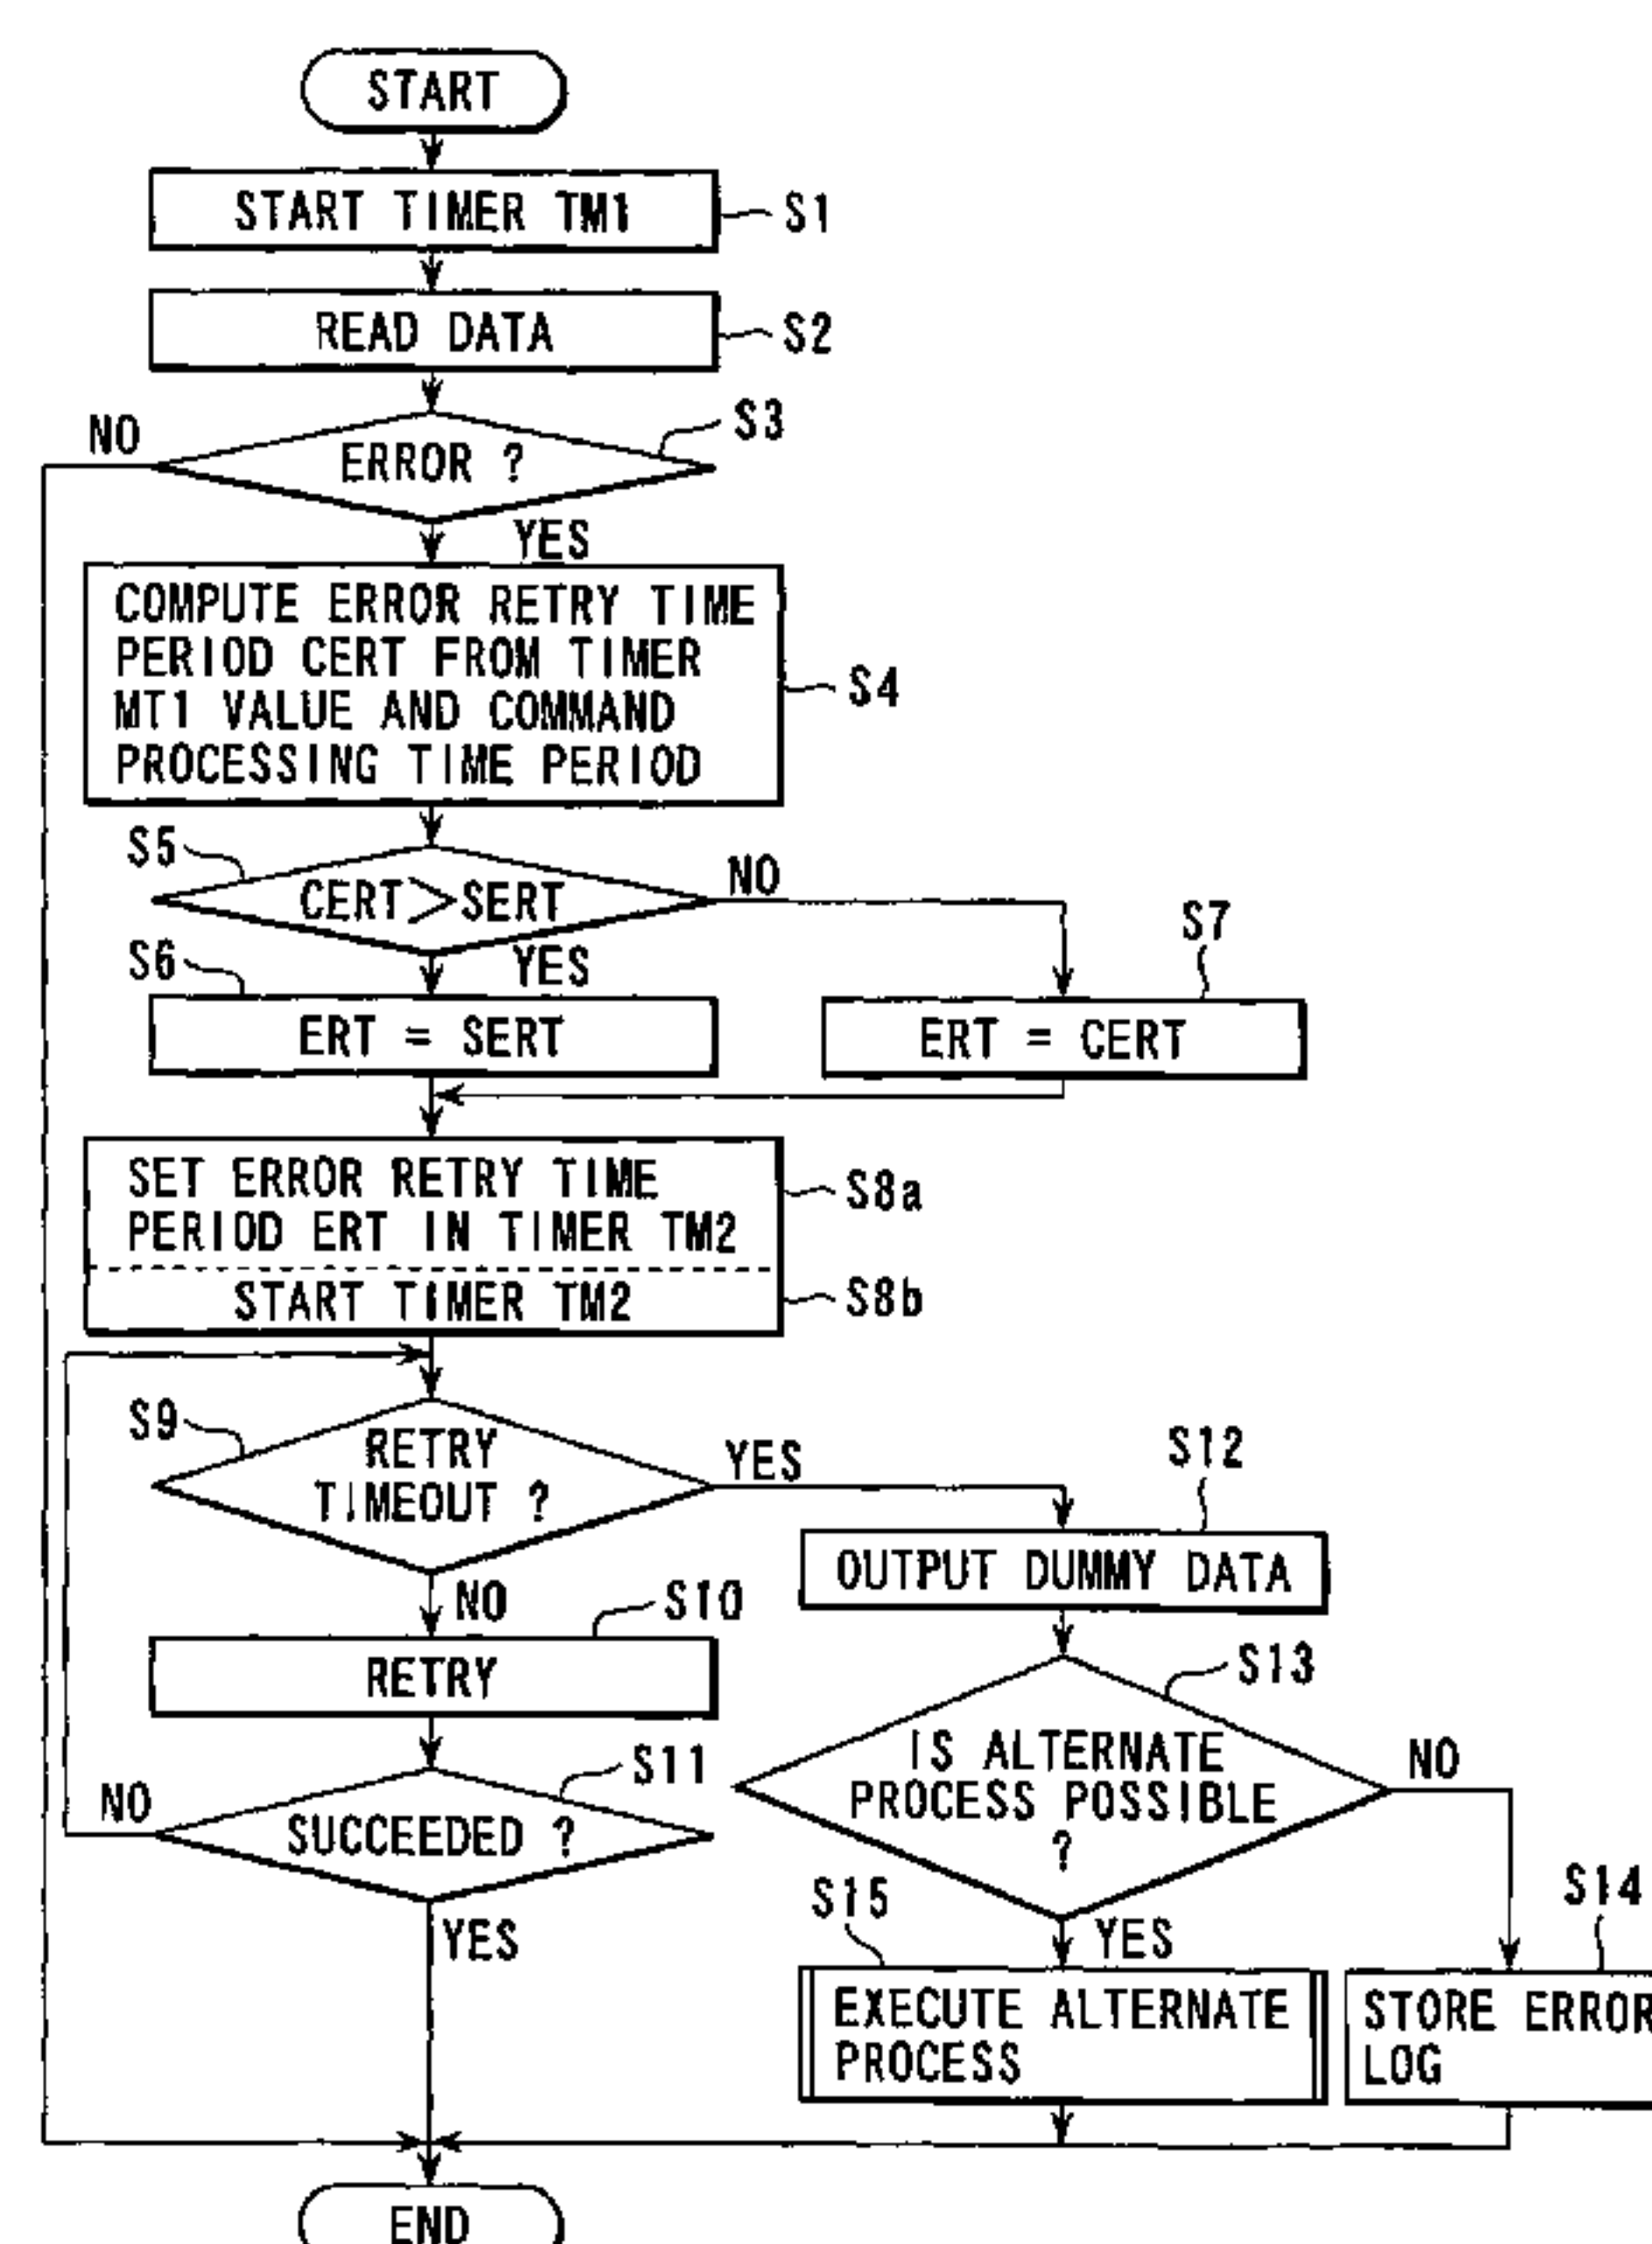 START
START TIMER TM1
S1
READ DATA
S2
NO
ERROR ?
S3
YES
COMPUTE ERROR RETRY TIME
PERIOD CERT FROM TIMER
MT1 VALUE AND COMMAND
PROCESSING TIME PERIOD
S4
S5
CERT>SERT
NO
S6
YES
S7
ERT = SERT
ERT = CERT
SET ERROR RETRY TIME
PERIOD ERT IN TIMER TM2
S8a
START TIMER TM2
S8b
S9
RETRY
TIMEOUT ?
YES
S12
OUTPUT DUMMY DATA
NO
S10
RETRY
S13
IS ALTERNATE
PROCESS POSSIBLE
?
NO
S11
NO
SUCCEEDED ?
YES
S15
YES
S14
EXECUTE ALTERNATE
PROCESS
STORE ERROR
LOG
END